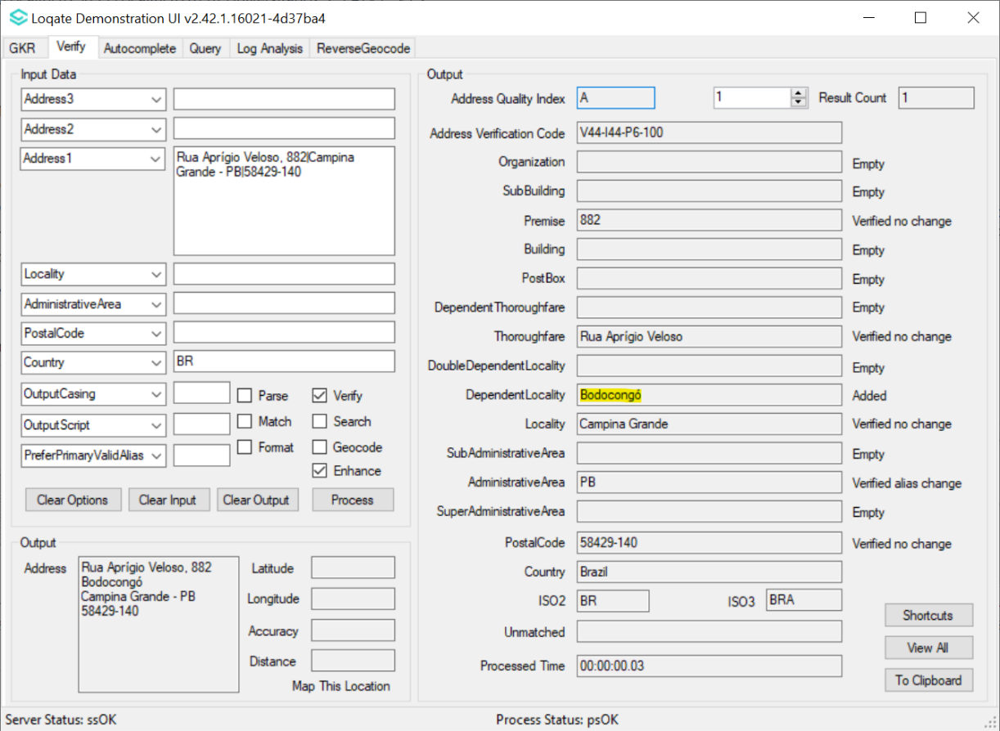 Loqate Demonstration UI v2.42.1.16021-4d37ba4
GKR Verify Autocomplete Query Log Analysis ReverseGeocode
Input Data
Address3
Address2
Address1 Rua Aprígio Veloso, 882|Campina
Grande - PB|58429-140
Locality
AdministrativeArea
PostalCode
Country BR
OutputCasing Parse Verify
OutputScript Match Search
PreferPrimaryValidAlias Format Geocode
Enhance
Clear Options Clear Input Clear Output Process
Output
Address Rua Aprígio Veloso, 882
Bodocongó
Campina Grande - PB
58429-140
Latitude
Longitude
Accuracy
Distance
Map This Location
Output
Address Quality Index A 1 Result Count 1
Address Verification Code V44-I44-P6-100
Organization Empty
SubBuilding Empty
Premise 882 Verified no change
Building Empty
PostBox Empty
DependentThoroughfare Empty
Thoroughfare Rua Aprígio Veloso Verified no change
DoubleDependentLocality Empty
DependentLocality Bodocongó Added
Locality Campina Grande Verified no change
SubAdministrativeArea Empty
AdministrativeArea PB Verified alias change
SuperAdministrativeArea Empty
PostalCode 58429-140 Verified no change
Country Brazil
ISO2 BR ISO3 BRA
Unmatched
Processed Time 00:00:00.03
Shortcuts
View All
To Clipboard
Server Status: ssOK Process Status: psOK